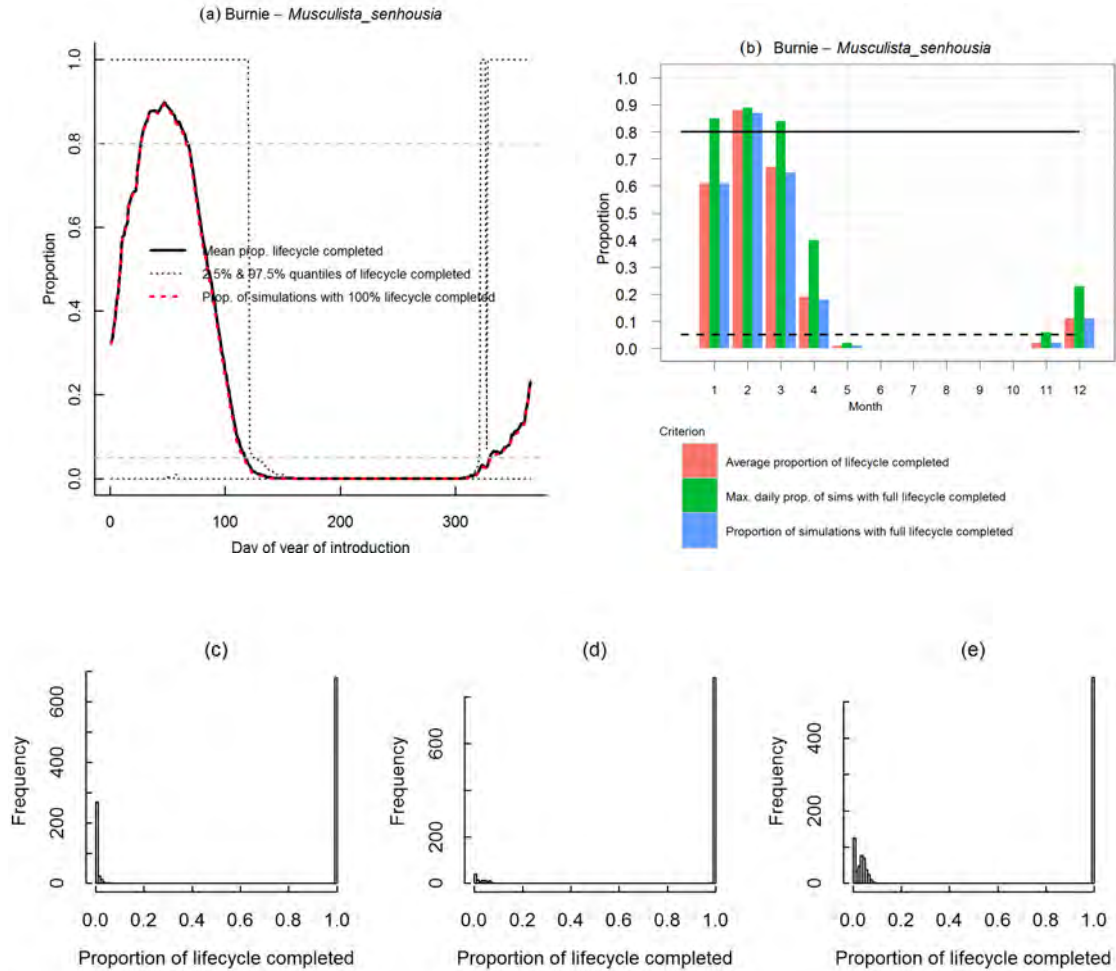 (a) Burnie – Musculista_senhousia
Proportion
1.0
0.8
0.6
0.4
0.2
0.0
Mean prop. lifecycle completed
2.5% & 97.5% quantiles of lifecycle completed
Prop. of simulations with 100% lifecycle completed
0 100 200 300
Day of year of introduction
(b) Burnie – Musculista_senhousia
Proportion
1.0
0.9
0.8
0.7
0.6
0.5
0.4
0.3
0.2
0.1
0.0
1 2 3 4 5 6 7 8 9 10 11 12
Month
Criterion
Average proportion of lifecycle completed
Max. daily prop. of sims with full lifecycle completed
Proportion of simulations with full lifecycle completed
(c)
Frequency
600
400
200
0
0.0 0.2 0.4 0.6 0.8 1.0
Proportion of lifecycle completed
(d)
Frequency
600
200
0
0.0 0.2 0.4 0.6 0.8 1.0
Proportion of lifecycle completed
(e)
Frequency
400
200
0
0.0 0.2 0.4 0.6 0.8 1.0
Proportion of lifecycle completed